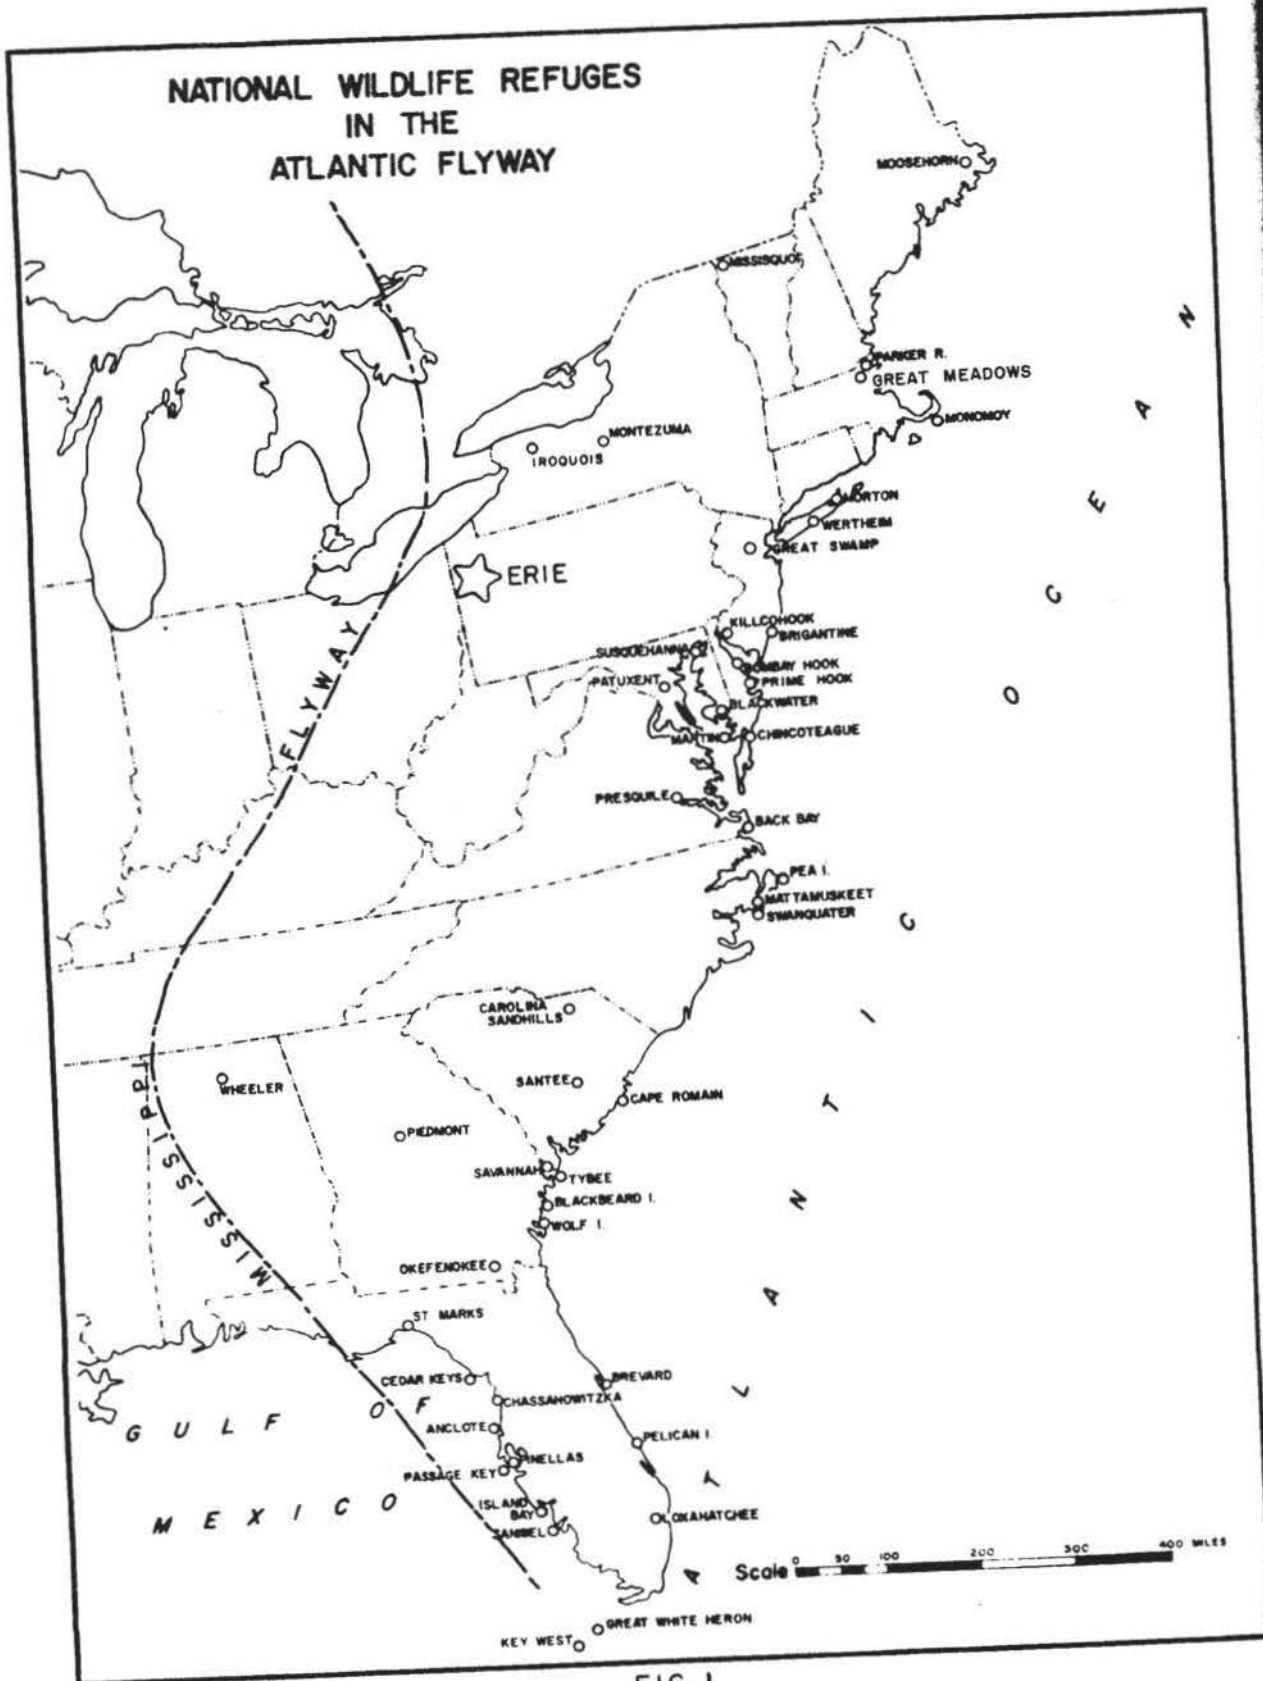 NATIONAL WILDLIFE REFUGES
IN THE
ATLANTIC FLYWAY
MOOSEHORN
MISSISQUOI
PARKER R.
GREAT MEADOWS
MONOMOY
MONTEZUMA
IROQUOIS
MORTON
WERTHEIM
GREAT SWAMP
ERIE
KILLCOHOOK
BRIGANTINE
SUSQUEHANNA
BOMBAY HOOK
PATUXENT
PRIME HOOK
BLACKWATER
MARTIN
CHINCOTEAGUE
PRESQUILE
BACK BAY
PEA I.
MATTAMUSKEET
SWANQUATER
CAROLINA
SANDHILLS
WHEELER
SANTEE
CAPE ROMAIN
PIEDMONT
SAVANNAH
TYBEE
BLACKBEARD I.
WOLF I.
OKEFENOKEE
ST MARKS
CEDAR KEYS
BREVARD
CHASSAHOWITZKA
ANCLOTE
PELICAN I.
PINELLAS
PASSAGE KEY
ISLAND
BAY
LOXAHATCHEE
SANIBEL
GREAT WHITE HERON
KEY WEST
MISSISSIPPI FLYWAY
GULF OF
MEXICO
ATLANTIC OCEAN
Scale 0 50 100 200 300 400 MILES
FIG. 1